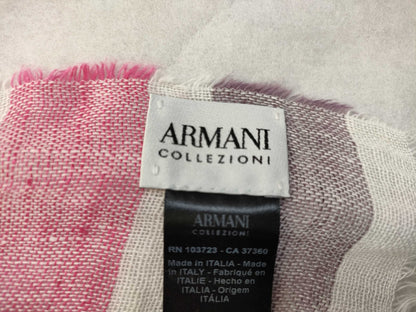 ARMANI
COLLEZIONI
ARMANI
COLLEZIONI
RN 103723 - CA 37360
Made in ITALIA - Made
in ITALY - Fabriqué en
ITALIE - Hecho en
ITALIA - Origem
ITÁLIA